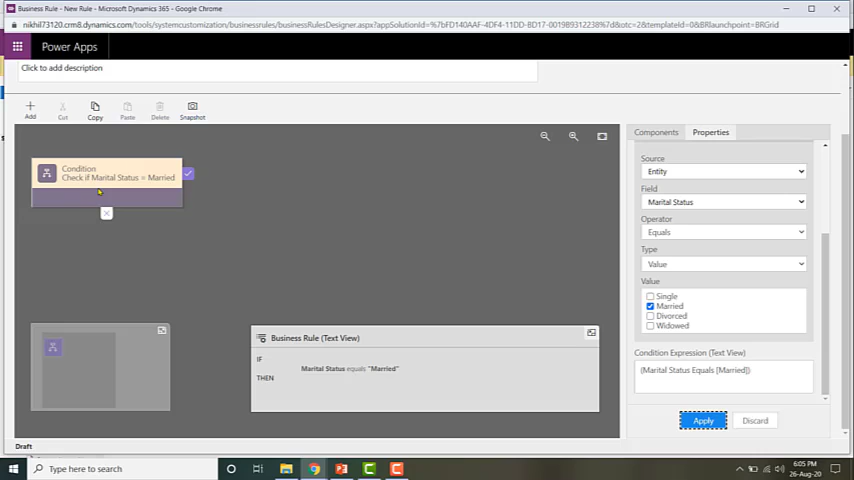 Business Rule - New Rule - Microsoft Dynamics 365 - Google Chrome
nikhil73120.crm8.dynamics.com/tools/systemcustomization/businessrules/businessRulesDesigner.aspx?appSolutionId=%7bFD140AAF-4DF4-11DD-BD17-0019B9312238%7d&otc=2&templateId=0&BRlaunchpoint=BRGrid
Power Apps
Click to add description
Add
Cut
Copy
Paste
Delete
Snapshot
Condition
Check if Marital Status = Married
Business Rule (Text View)
IF
Marital Status equals "Married"
THEN
Components
Properties
Source
Entity
Field
Marital Status
Operator
Equals
Type
Value
Value
Single
Married
Divorced
Widowed
Condition Expression (Text View)
(Marital Status Equals [Married])
Apply
Discard
Draft
Type here to search
6:05 PM
26-Aug-20